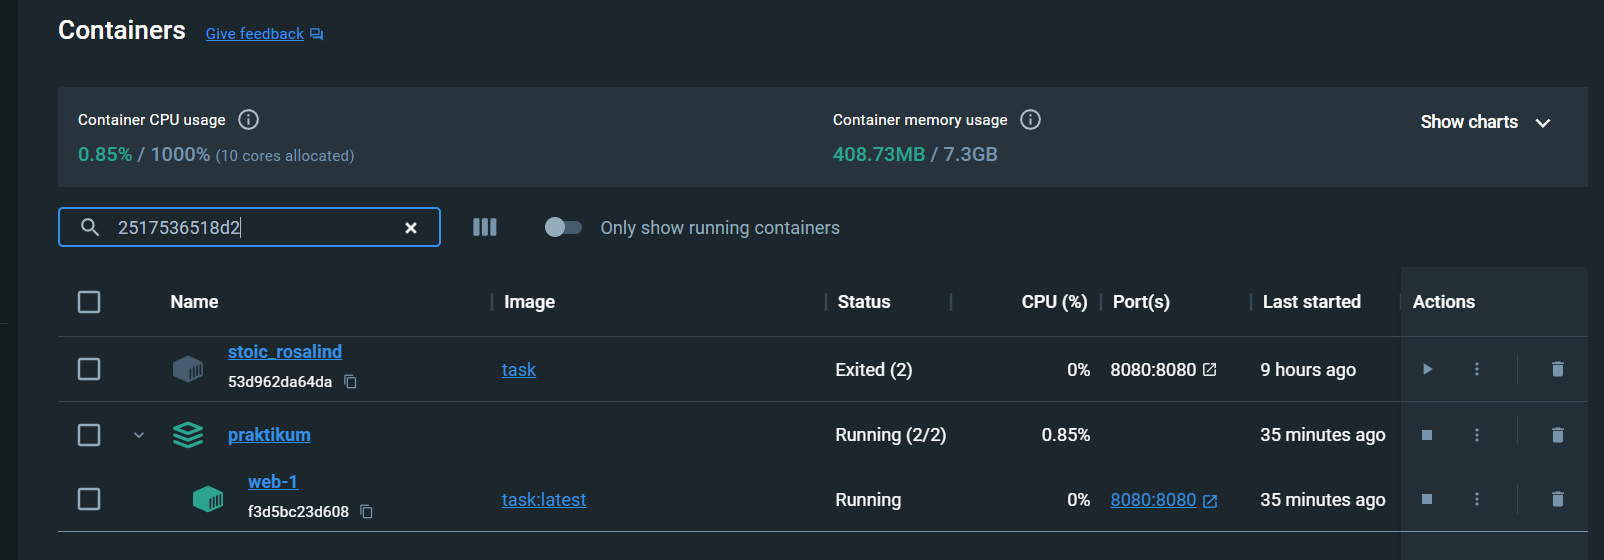 Containers Give feedback
Container CPU usage Container memory usage Show charts
0.85% / 1000% (10 cores allocated) 408.73MB / 7.3GB
2517536518d2 Only show running containers
Name Image Status CPU (%) Port(s) Last started Actions
stoic_rosalind
53d962da64da task Exited (2) 0% 8080:8080 9 hours ago
praktikum Running (2/2) 0.85% 35 minutes ago
web-1
f3d5bc23d608 task:latest Running 0% 8080:8080 35 minutes ago